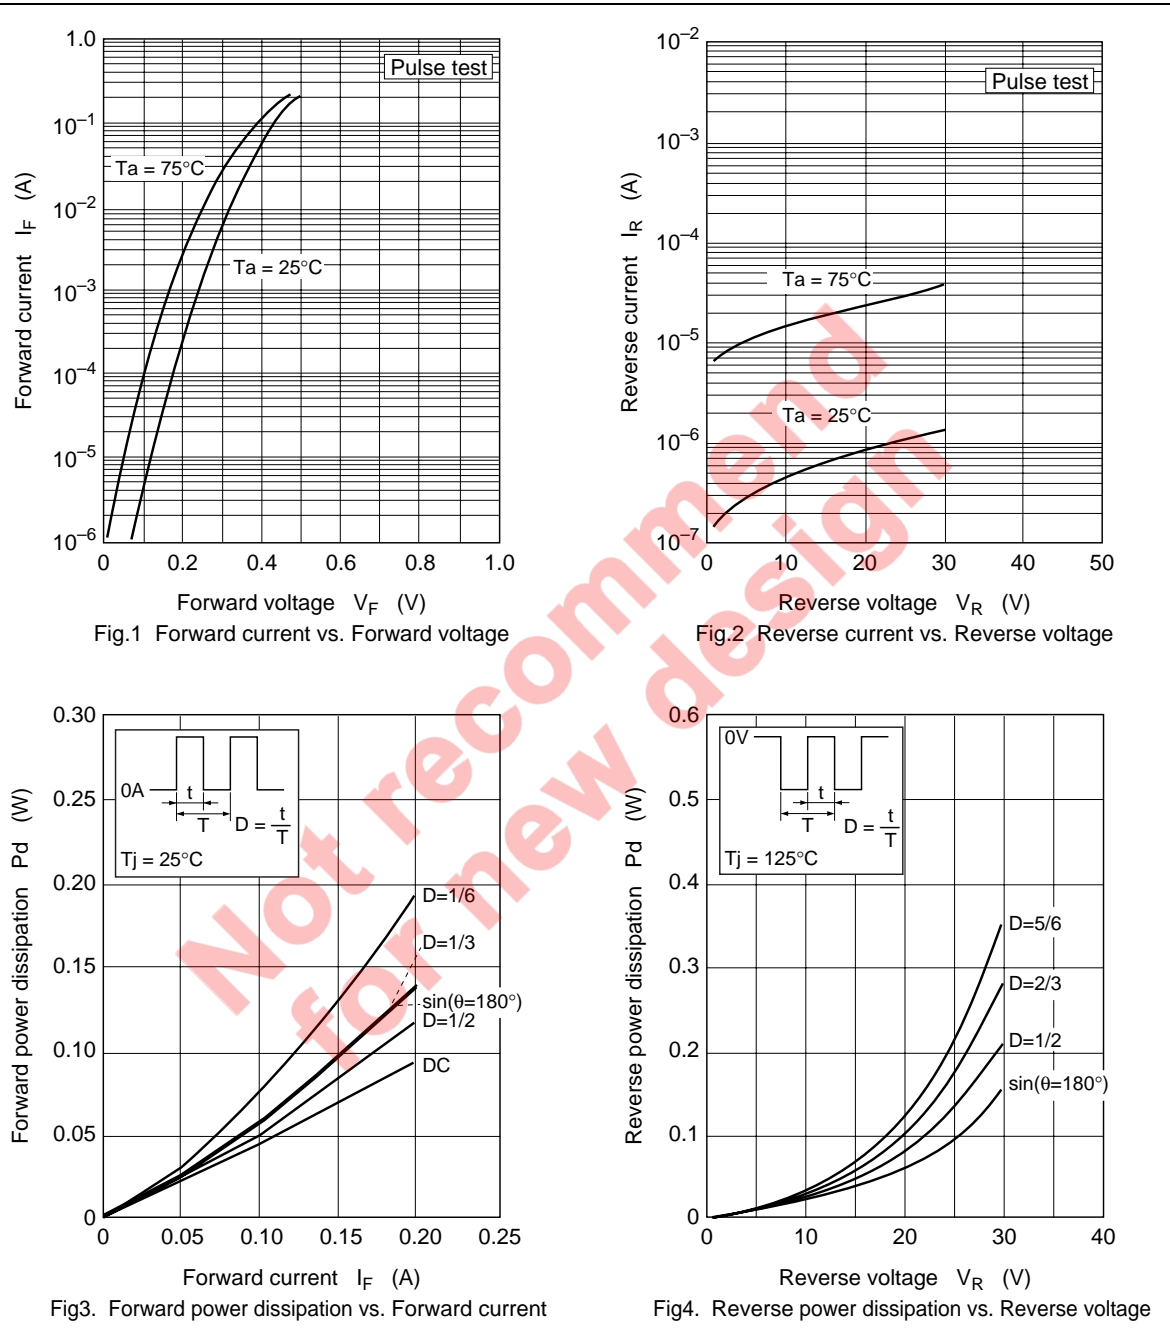 1.0
10−1
10−2
10−3
10−4
10−5
10−6
0
0.2
0.4
0.6
0.8
1.0
Forward current IF (A)
Pulse test
Ta = 75°C
Ta = 25°C
Forward voltage VF (V)
Fig.1 Forward current vs. Forward voltage
10−2
10−3
10−4
10−5
10−6
10−7
0
10
20
30
40
50
Reverse current IR (A)
Pulse test
Ta = 75°C
Ta = 25°C
Reverse voltage VR (V)
Fig.2 Reverse current vs. Reverse voltage
0.30
0.25
0.20
0.15
0.10
0.05
0
0
0.05
0.10
0.15
0.20
0.25
Forward power dissipation Pd (W)
0A
t
T
D = t/T
Tj = 25°C
D=1/6
D=1/3
sin(θ=180°)
D=1/2
DC
Forward current IF (A)
Fig3. Forward power dissipation vs. Forward current
0.6
0.5
0.4
0.3
0.2
0.1
0
0
10
20
30
40
Reverse power dissipation Pd (W)
0V
t
T
D = t/T
Tj = 125°C
D=5/6
D=2/3
D=1/2
sin(θ=180°)
Reverse voltage VR (V)
Fig4. Reverse power dissipation vs. Reverse voltage
Not recommend
for new design